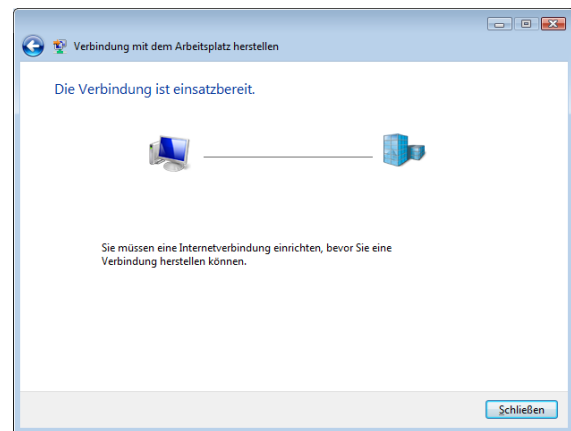 Verbindung mit dem Arbeitsplatz herstellen
Die Verbindung ist einsatzbereit.
Sie müssen eine Internetverbindung einrichten, bevor Sie eine
Verbindung herstellen können.
Schließen